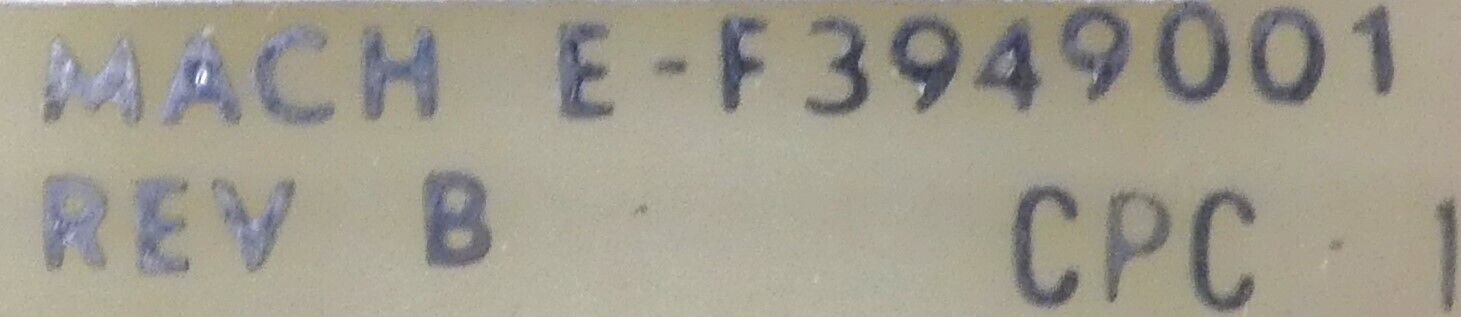 MACH E-F3949001
REV B CPC 1